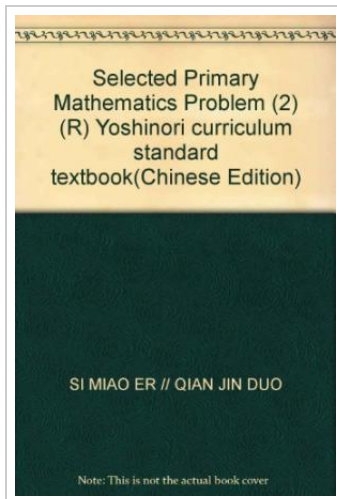 Selected Primary
Mathematics Problem (2)
(R) Yoshinori curriculum
standard
textbook(Chinese Edition)
SI MIAO ER // QIAN JIN DUO
Note: This is not the actual book cover